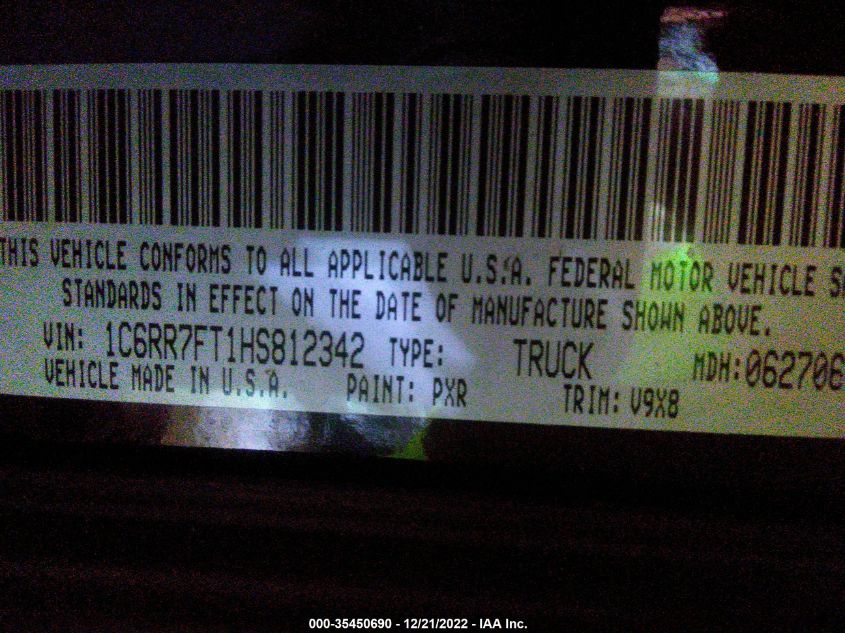 THIS VEHICLE CONFORMS TO ALL APPLICABLE U.S.A. FEDERAL MOTOR VEHICLE
STANDARDS IN EFFECT ON THE DATE OF MANUFACTURE SHOWN ABOVE.
VIN: 1C6RR7FT1HS812342 TYPE: TRUCK MDH: 062706
VEHICLE MADE IN U.S.A. PAINT: PXR TRIM: V9X8
000-35450690 - 12/21/2022 - IAA Inc.